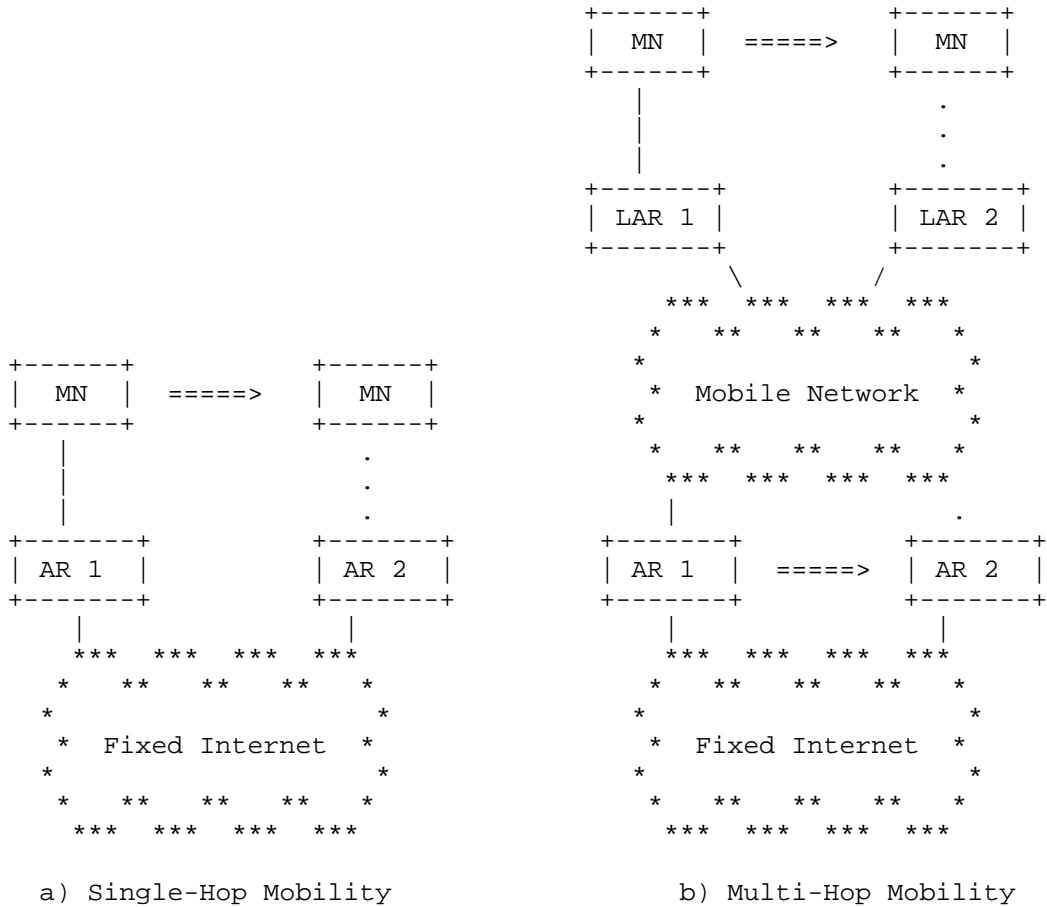 MN =====> MN
LAR 1 LAR 2
Mobile Network
MN =====> MN
AR 1 AR 2
AR 1 =====> AR 2
Fixed Internet
Fixed Internet
a) Single-Hop Mobility
b) Multi-Hop Mobility